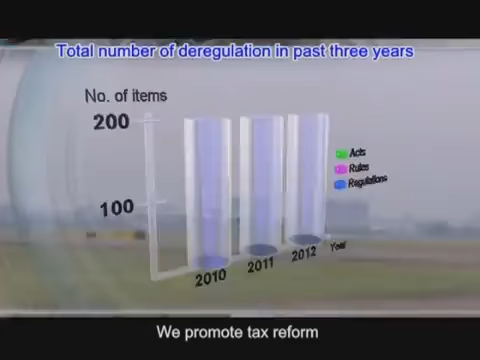 Total number of deregulation in past three years
No. of items
200
100
Acts
Rules
Regulations
2010
2011
2012
Year
We promote tax reform